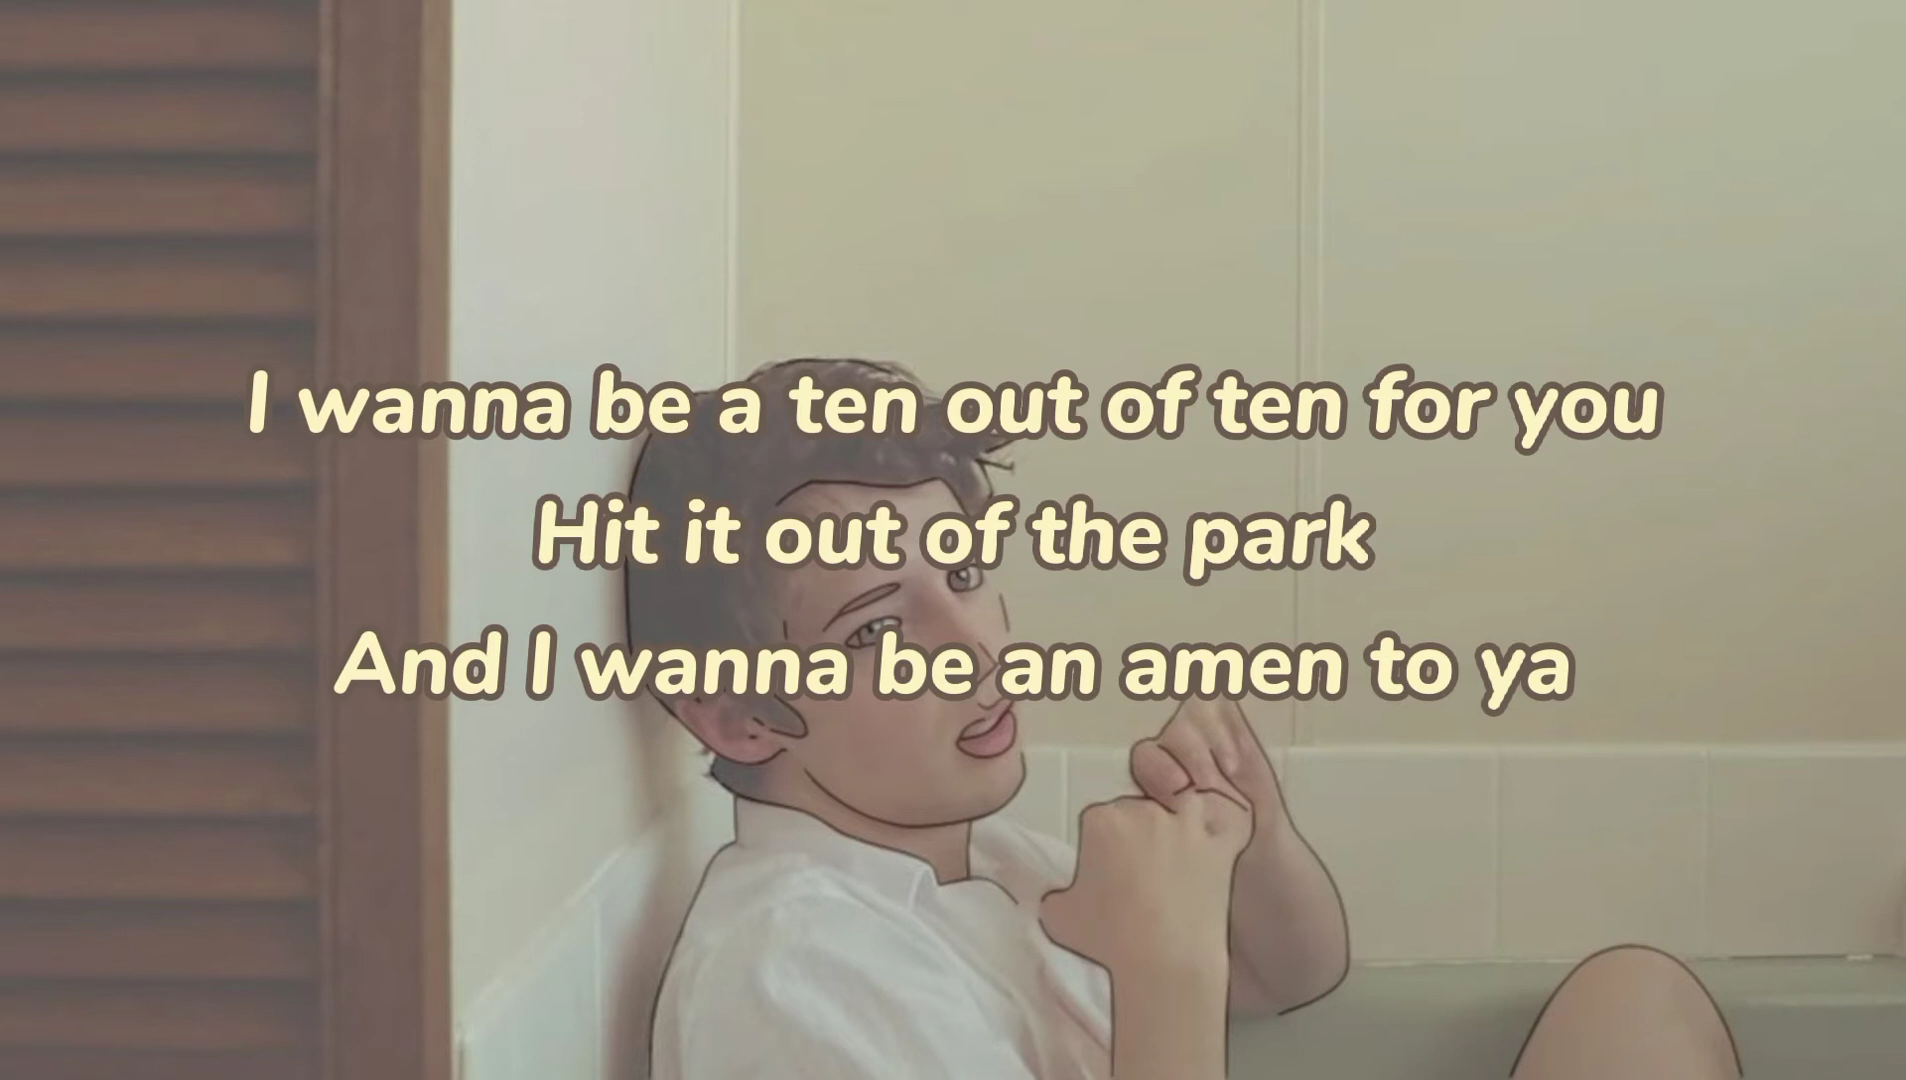 I wanna be a ten out of ten for you
Hit it out of the park
And I wanna be an amen to ya